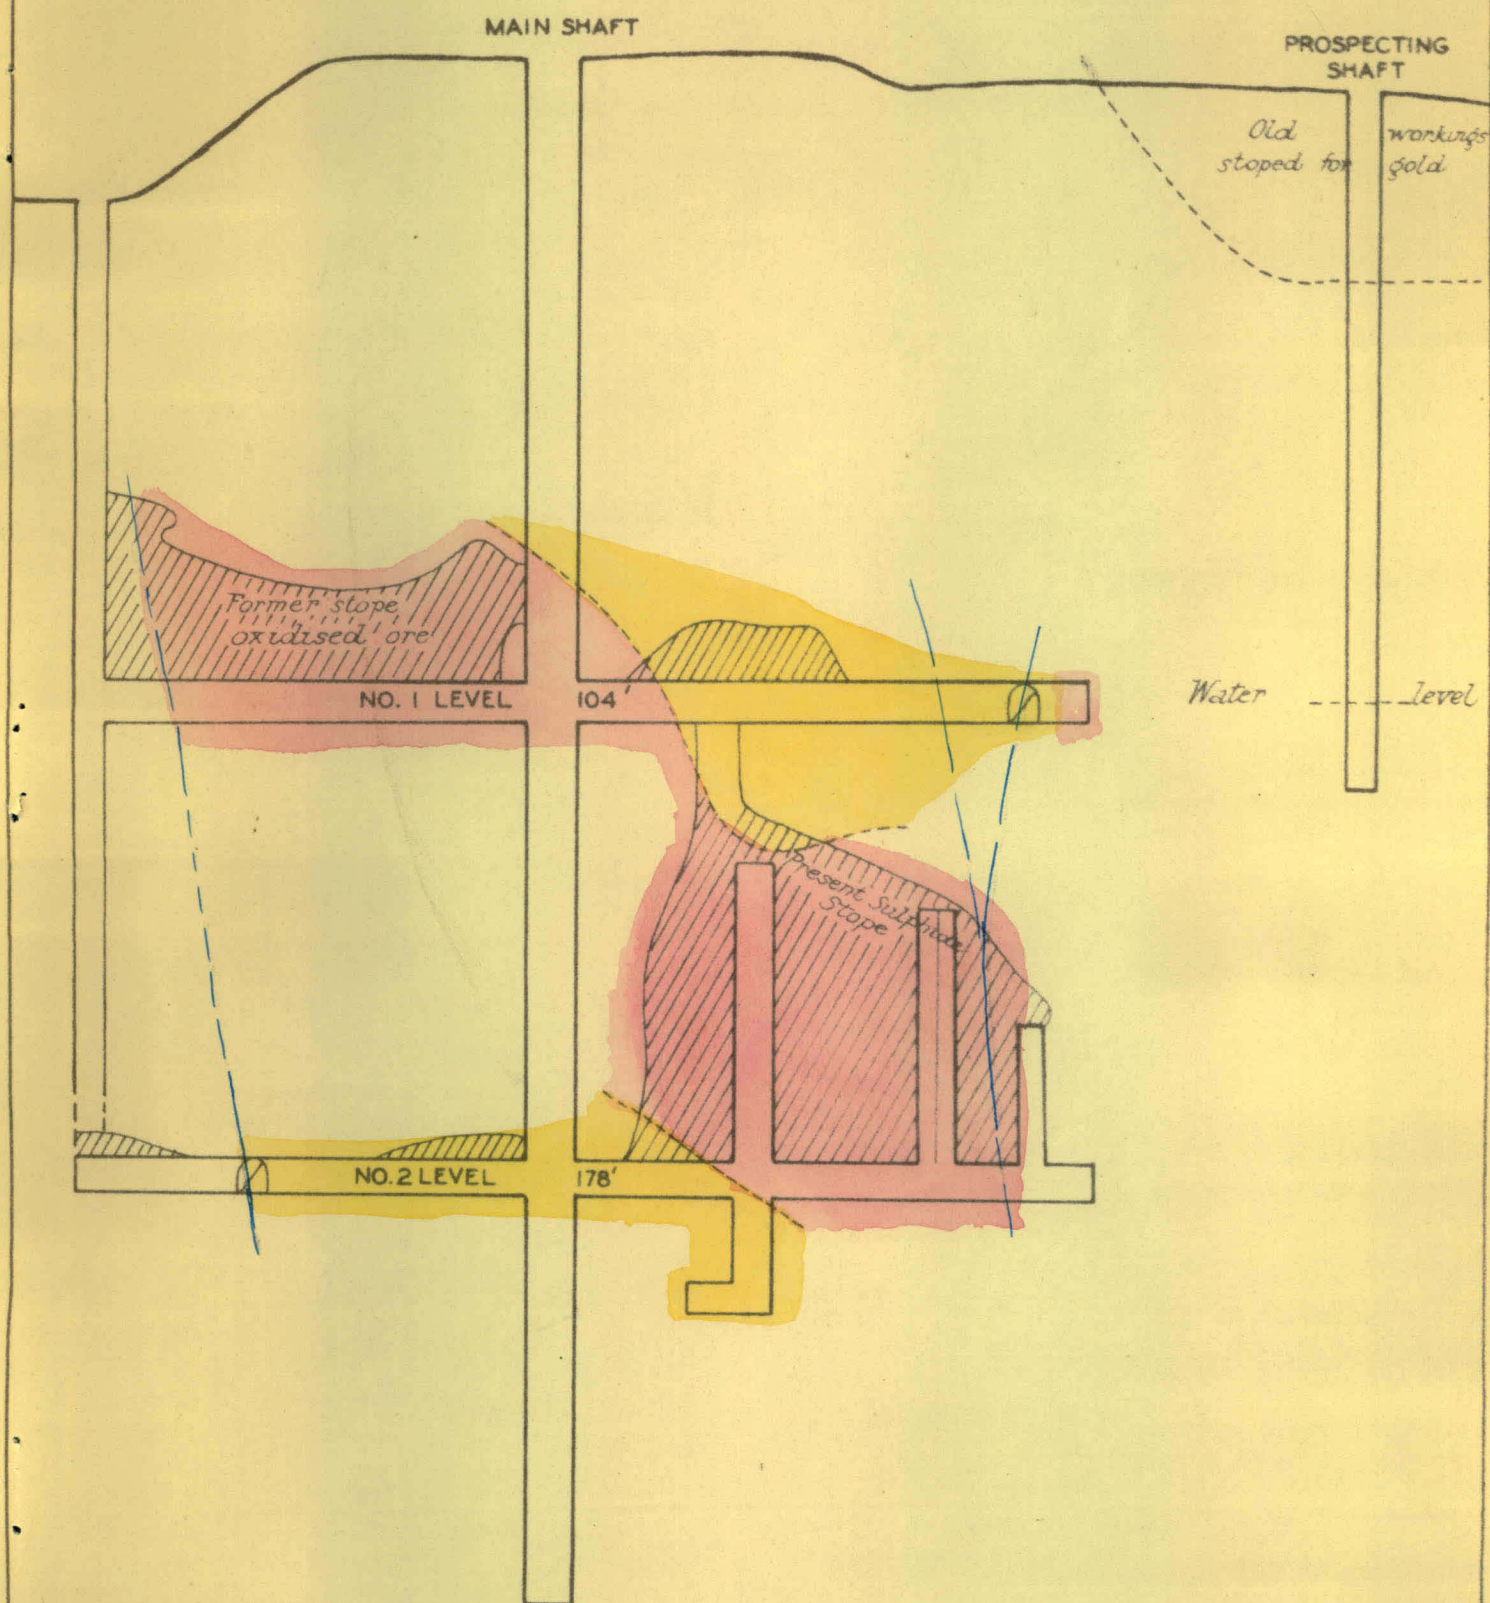 MAIN SHAFT
PROSPECTING
SHAFT
Old workings
stoped for gold
Former stope
oxidised ore
NO. 1 LEVEL 104'
Water level
Present Sulphide
Stope
NO. 2 LEVEL 178'